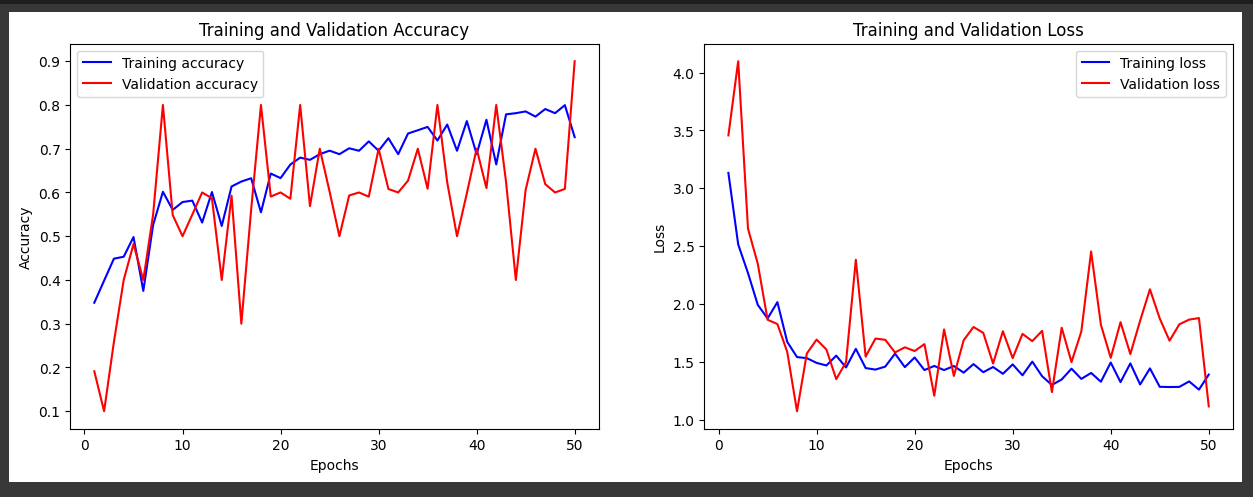 Training and Validation Accuracy
Training accuracy
Validation accuracy
0.9
0.8
0.7
0.6
0.5
0.4
0.3
0.2
0.1
Accuracy
0 10 20 30 40 50
Epochs
Training and Validation Loss
Training loss
Validation loss
4.0
3.5
3.0
2.5
2.0
1.5
1.0
Loss
0 10 20 30 40 50
Epochs